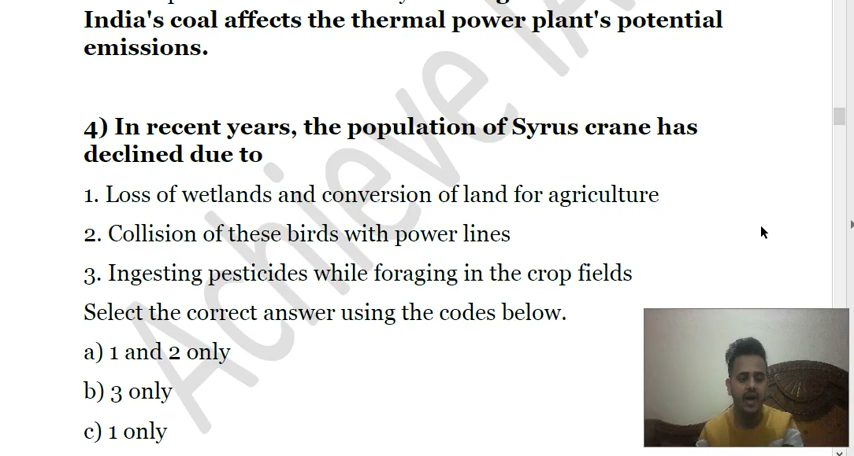 India's coal affects the thermal power plant's potential
emissions.
4) In recent years, the population of Syrus crane has
declined due to
1. Loss of wetlands and conversion of land for agriculture
2. Collision of these birds with power lines
3. Ingesting pesticides while foraging in the crop fields
Select the correct answer using the codes below.
a) 1 and 2 only
b) 3 only
c) 1 only
Achieve IA